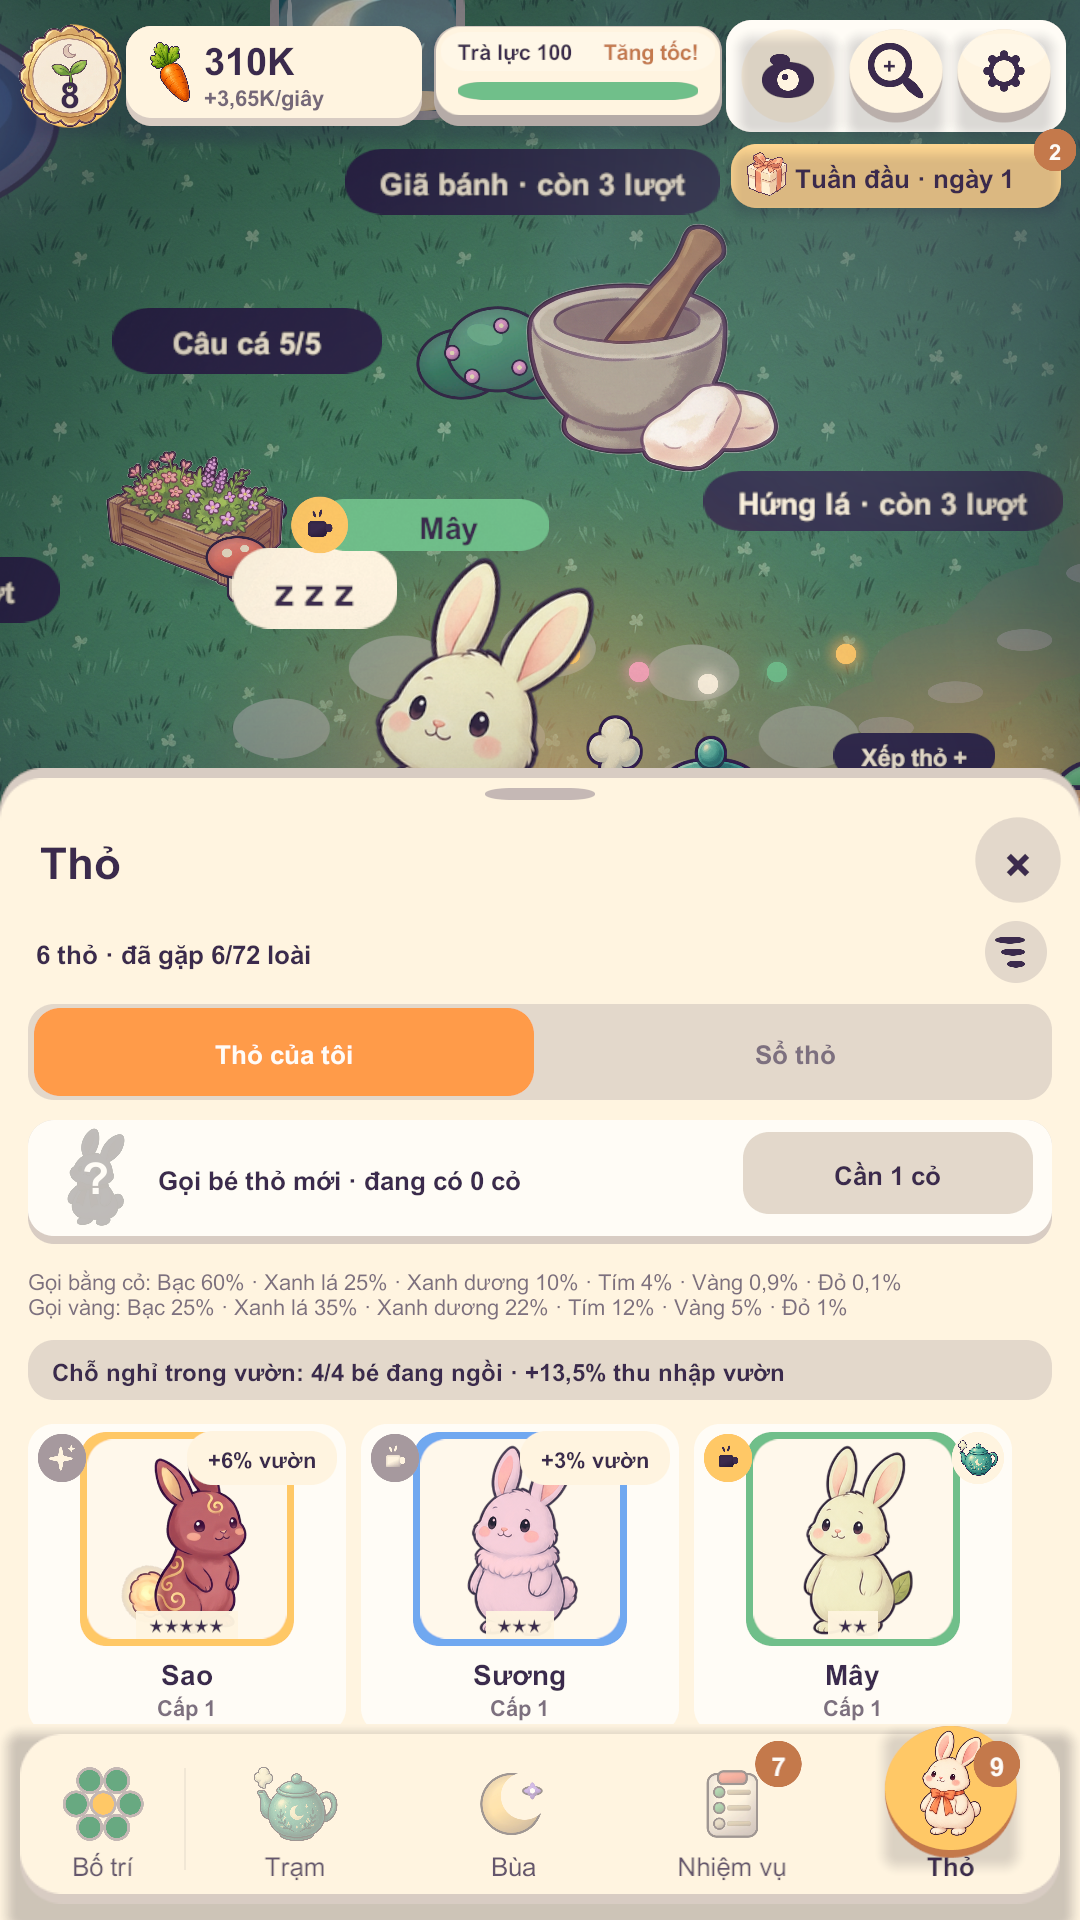 8
310K
+3,65K/giây
Trà lực 100 Tăng tốc!
Giã bánh · còn 3 lượt
Tuần đầu · ngày 1
2
Câu cá 5/5
Hứng lá · còn 3 lượt
Mây
z z z
Xếp thỏ +
Thỏ
6 thỏ · đã gặp 6/72 loài
Thỏ của tôi
Sổ thỏ
?
Gọi bé thỏ mới · đang có 0 cỏ
Cần 1 cỏ
Gọi bằng cỏ: Bạc 60% · Xanh lá 25% · Xanh dương 10% · Tím 4% · Vàng 0,9% · Đỏ 0,1%
Gọi vàng: Bạc 25% · Xanh lá 35% · Xanh dương 22% · Tím 12% · Vàng 5% · Đỏ 1%
Chỗ nghỉ trong vườn: 4/4 bé đang ngồi · +13,5% thu nhập vườn
+6% vườn
+3% vườn
★★★★★
★★★
★★
Sao
Sương
Mây
Cấp 1
Cấp 1
Cấp 1
7
9
Bố trí
Trạm
Bùa
Nhiệm vụ
Thỏ